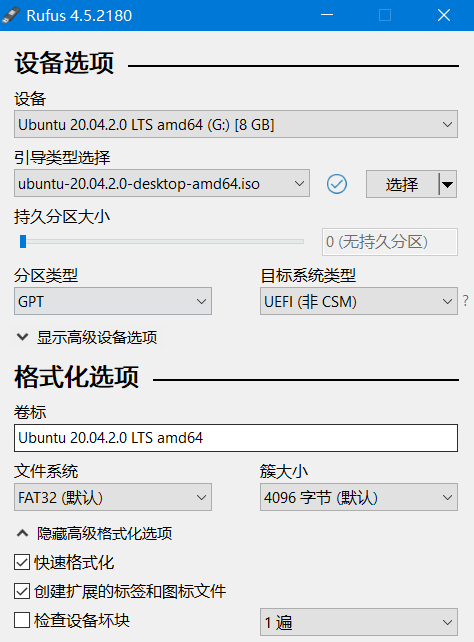 Rufus 4.5.2180
设备选项
设备
Ubuntu 20.04.2.0 LTS amd64 (G:) [8 GB]
引导类型选择
ubuntu-20.04.2.0-desktop-amd64.iso
选择
持久分区大小
0 (无持久分区)
分区类型 目标系统类型
GPT UEFI (非 CSM) ?
显示高级设备选项
格式化选项
卷标
Ubuntu 20.04.2.0 LTS amd64
文件系统 簇大小
FAT32 (默认) 4096 字节 (默认)
隐藏高级格式化选项
快速格式化
创建扩展的标签和图标文件
检查设备坏块 1 遍